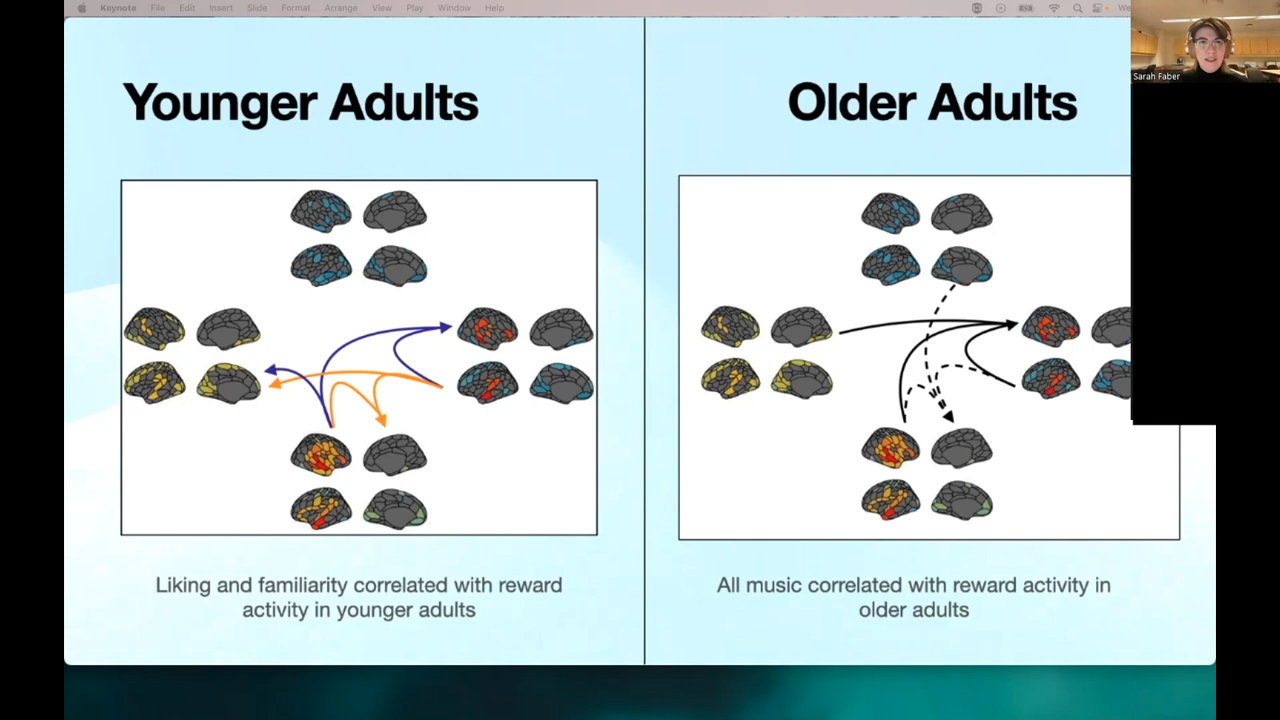 Keynote File Edit Insert Slide Format Arrange View Play Window Help We
Sarah Faber
Younger Adults
Older Adults
Liking and familiarity correlated with reward
activity in younger adults
All music correlated with reward activity in
older adults